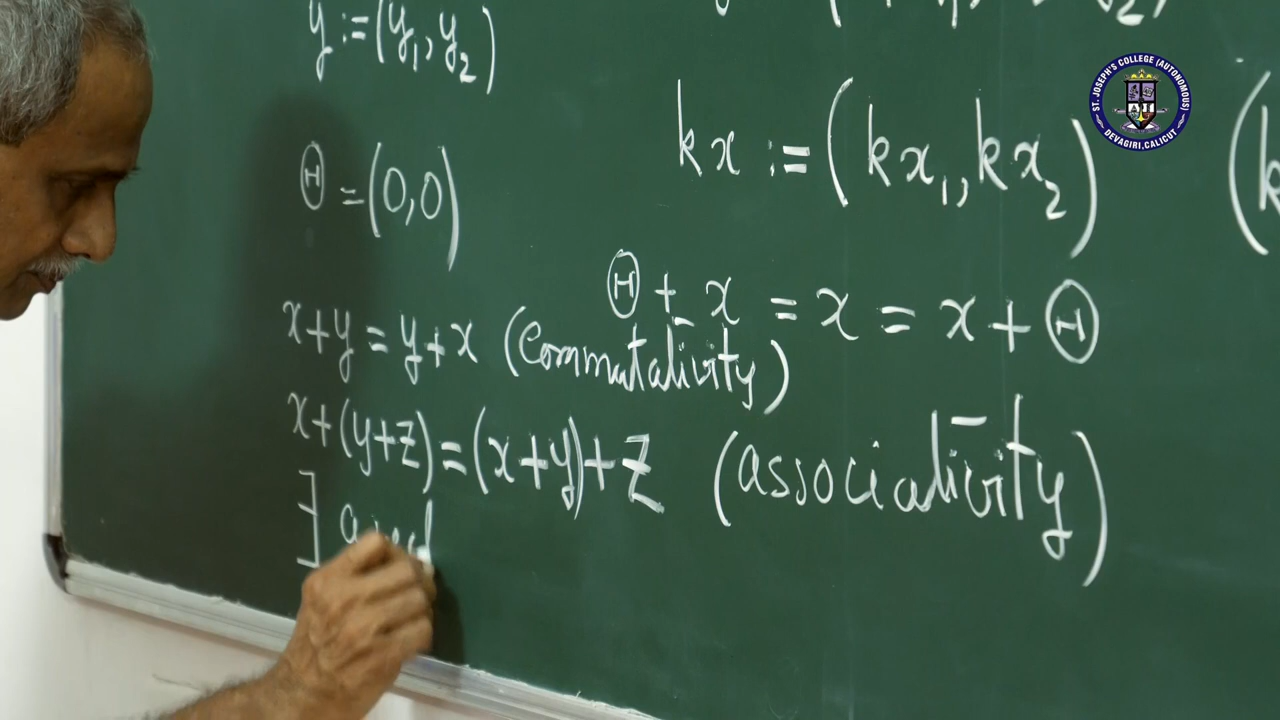 y := (y₁, y₂)
kx := (kx₁, kx₂) (k
Ⓗ = (0,0)
Ⓗ + x = x = x + Ⓗ
x+y = y+x (Commutativity)
x+(y+z) = (x+y)+z (associativity)
∃ a
ST. JOSEPH'S COLLEGE (AUTONOMOUS)
DEVAGIRI, CALICUT